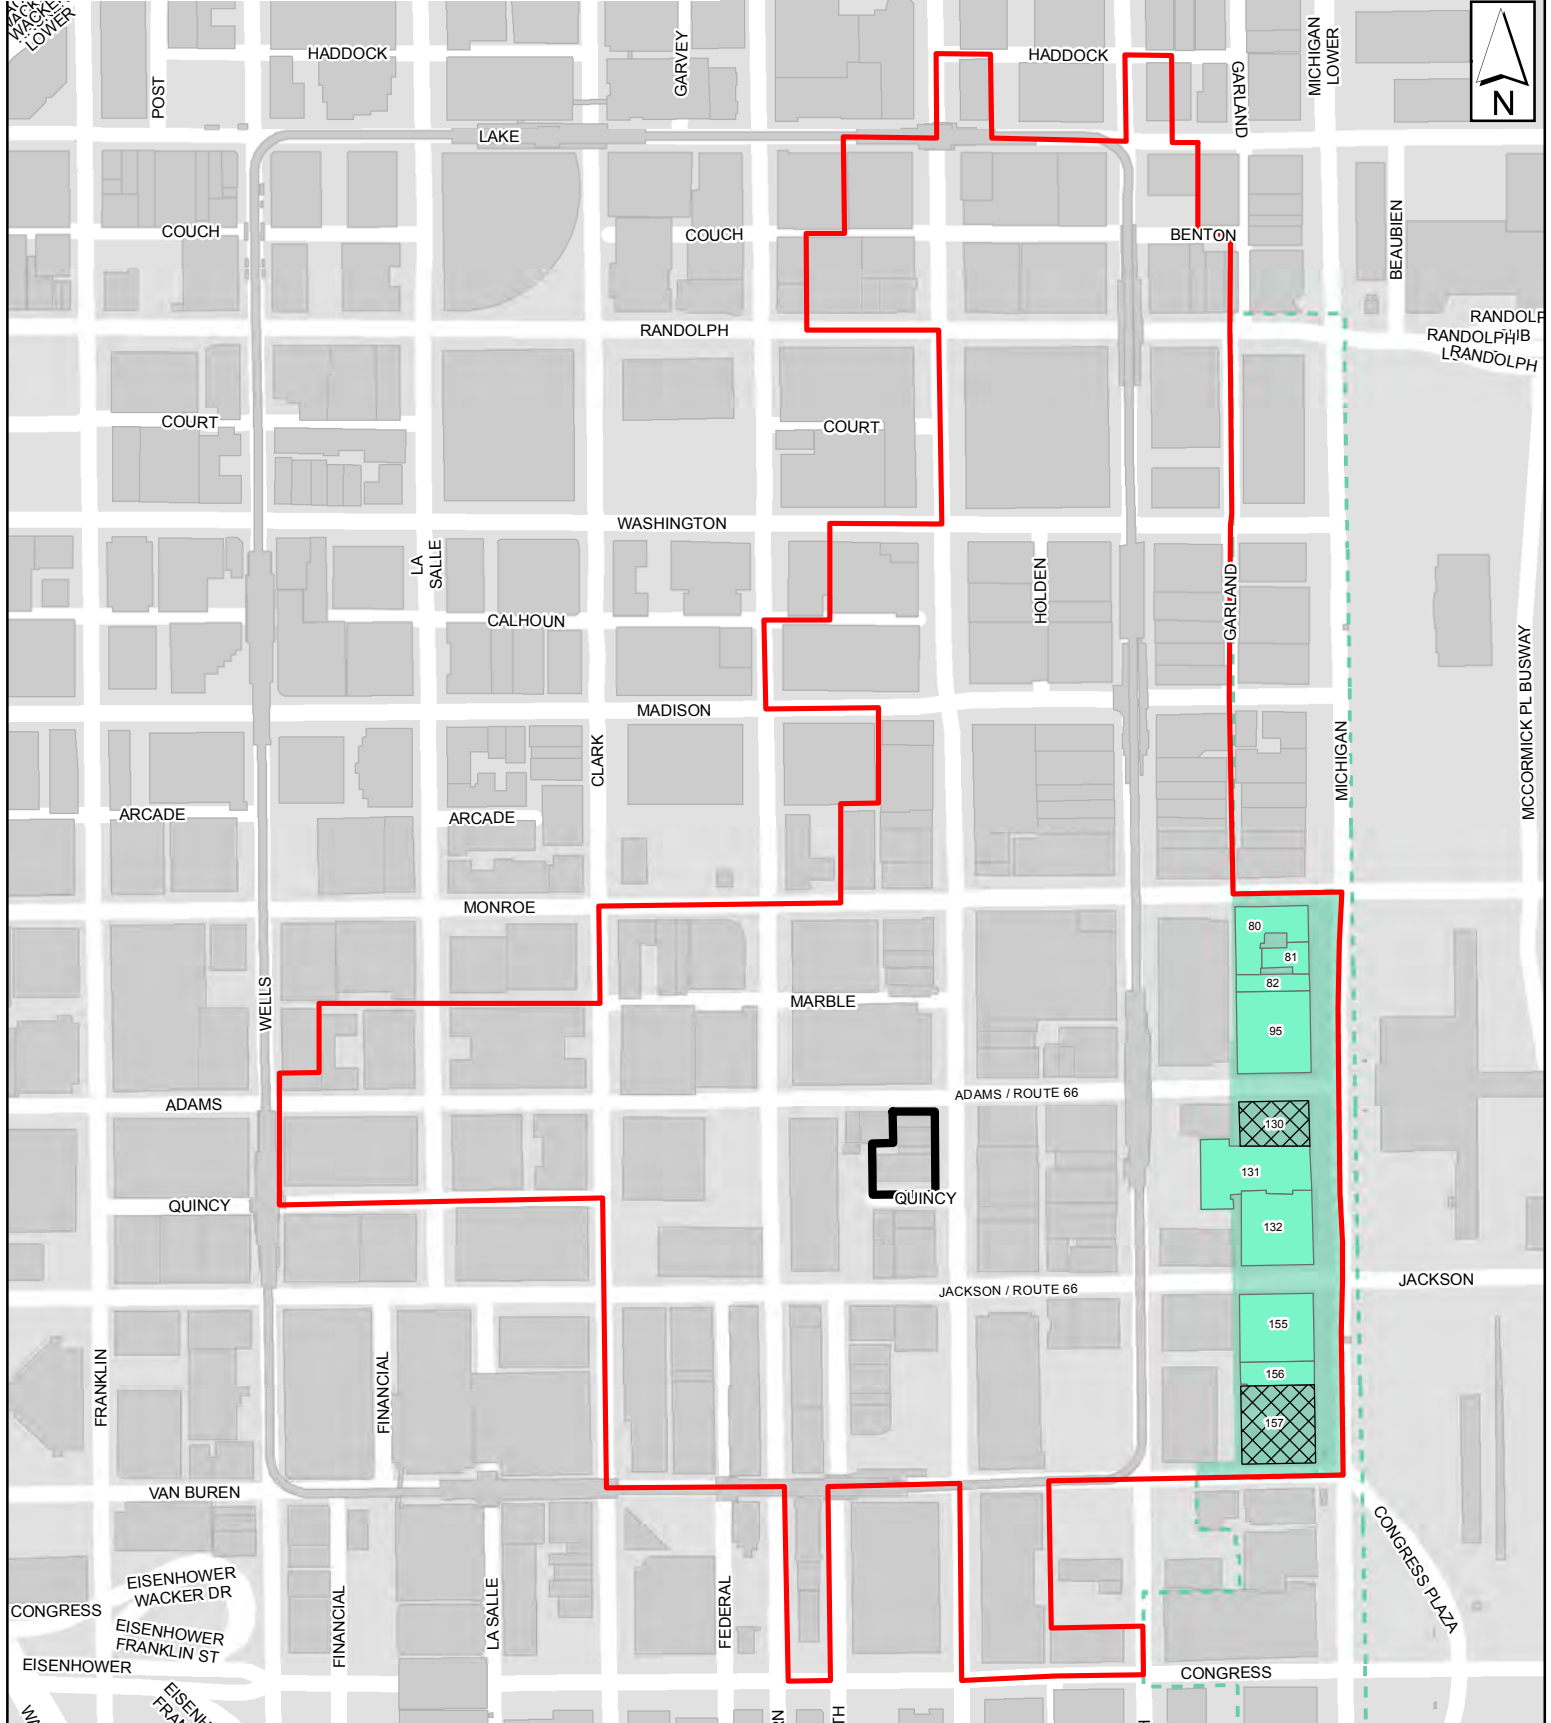 WACKER
LOWER
HADDOCK
GARVEY
HADDOCK
MICHIGAN
LOWER
POST
GARLAND
N
LAKE
COUCH
COUCH
BENTON
BEAUBIEN
RANDOLPH
RANDOLPH
RANDOLPH
COURT
COURT
WASHINGTON
LA
SALLE
HOLDEN
GARLAND
CALHOUN
MCCORMICK PL BUSWAY
MADISON
CLARK
MICHIGAN
ARCADE
ARCADE
MONROE
80
81
82
WELLS
MARBLE
95
ADAMS
ADAMS / ROUTE 66
130
131
QUINCY
QUINCY
132
JACKSON
JACKSON / ROUTE 66
155
156
FRANKLIN
FINANCIAL
157
VAN BUREN
CONGRESS PLAZA
EISENHOWER
WACKER DR
CONGRESS
FINANCIAL
LA SALLE
FEDERAL
EISENHOWER
FRANKLIN ST
EISENHOWER
CONGRESS